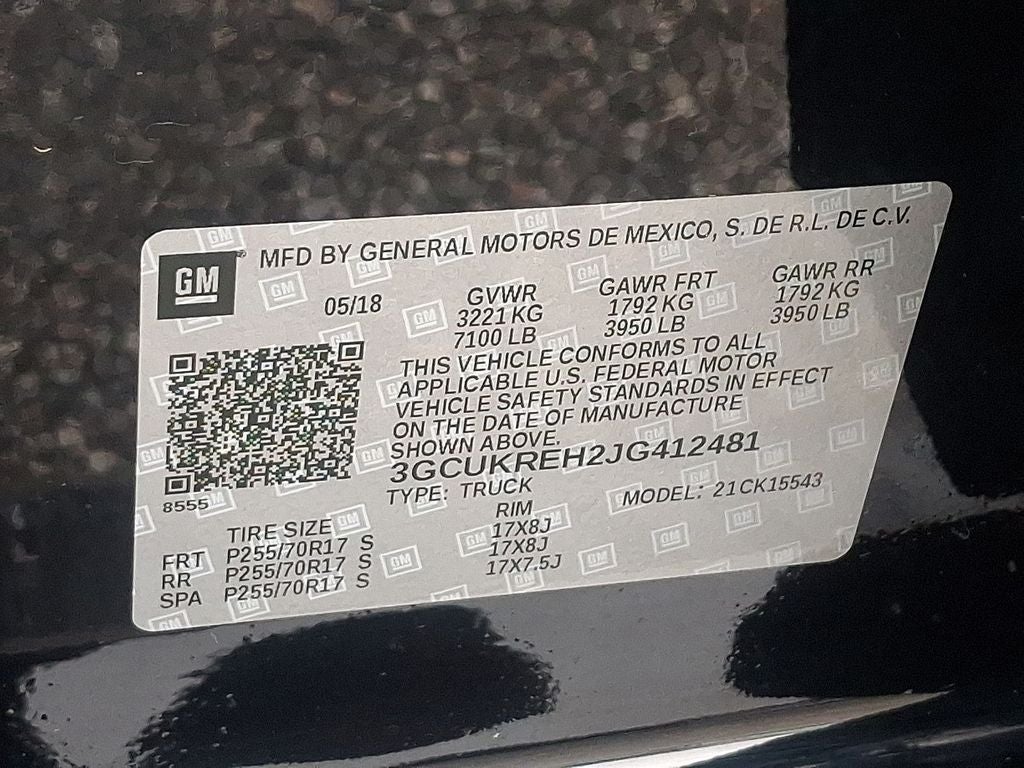 GM
MFD BY GENERAL MOTORS DE MEXICO, S. DE R.L. DE C.V.
05/18
GVWR GAWR FRT GAWR RR
3221 KG 1792 KG 1792 KG
7100 LB 3950 LB 3950 LB
THIS VEHICLE CONFORMS TO ALL
APPLICABLE U.S. FEDERAL MOTOR
VEHICLE SAFETY STANDARDS IN EFFECT
ON THE DATE OF MANUFACTURE
SHOWN ABOVE.
3GCUKREH2JG412481
8555
TYPE: TRUCK MODEL: 21CK15543
TIRE SIZE RIM
FRT P255/70R17 S 17X8J
RR P255/70R17 S 17X8J
SPA P255/70R17 S 17X7.5J